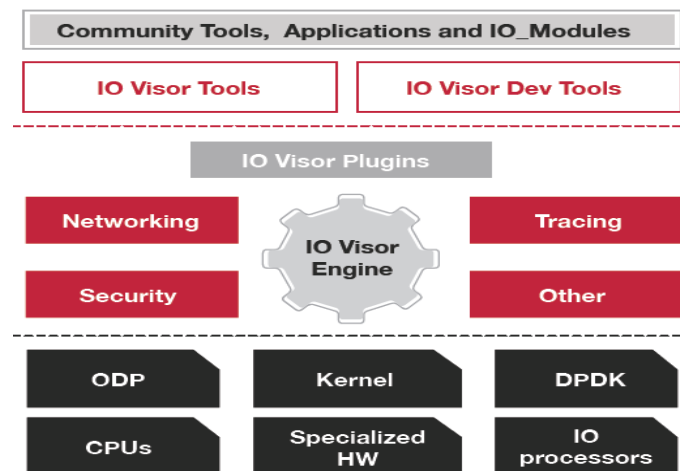 Community Tools, Applications and IO_Modules
IO Visor Tools
IO Visor Dev Tools
IO Visor Plugins
Networking
Tracing
IO Visor
Engine
Security
Other
ODP
Kernel
DPDK
CPUs
Specialized
HW
IO
processors